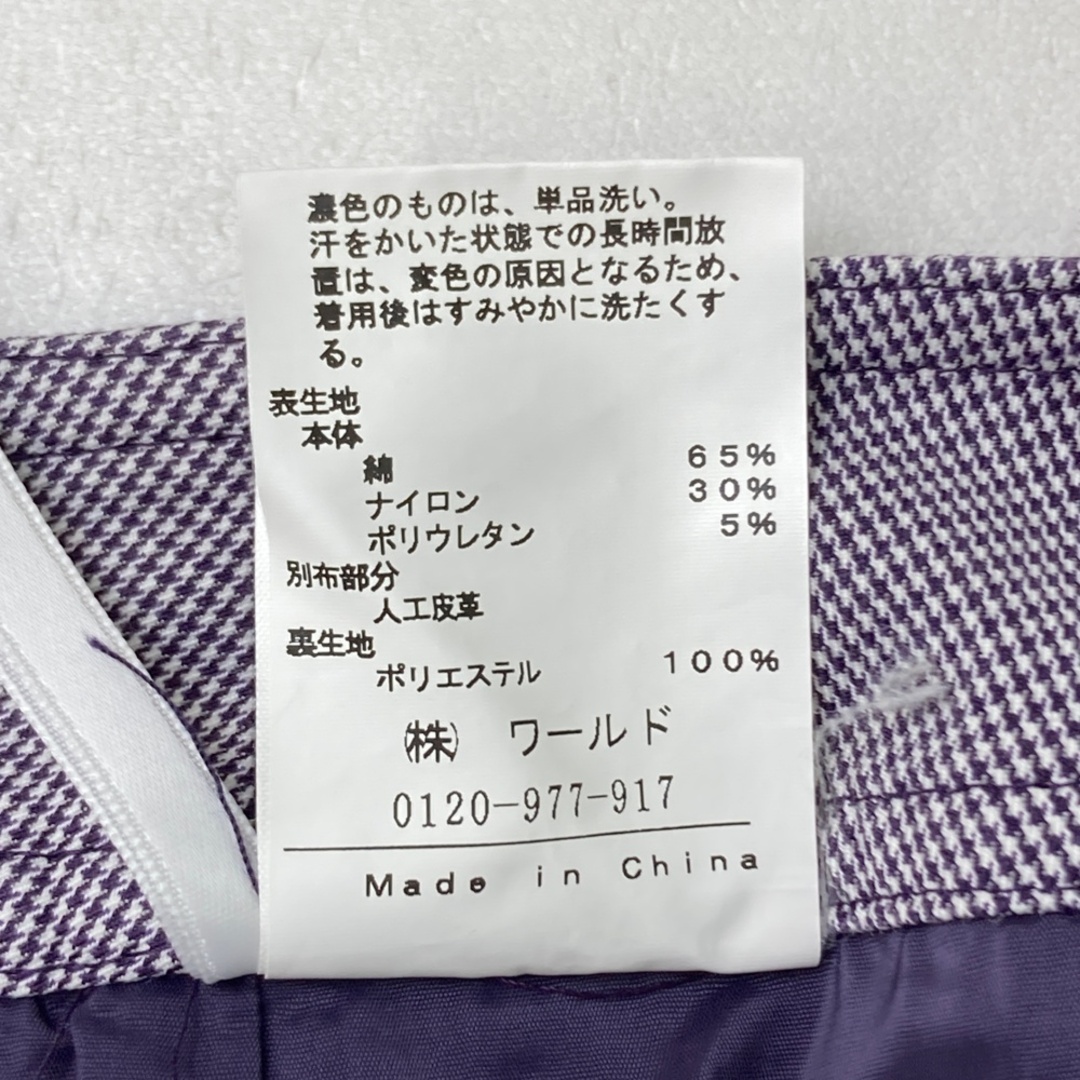 濃色のものは、単品洗い。
汗をかいた状態での長時間放
置は、変色の原因となるため、
着用後はすみやかに洗たくす
る。
表生地
本体
綿 65%
ナイロン 30%
ポリウレタン 5%
別布部分
人工皮革
裏生地
ポリエステル 100%
㈱ ワールド
0120-977-917
Made in China